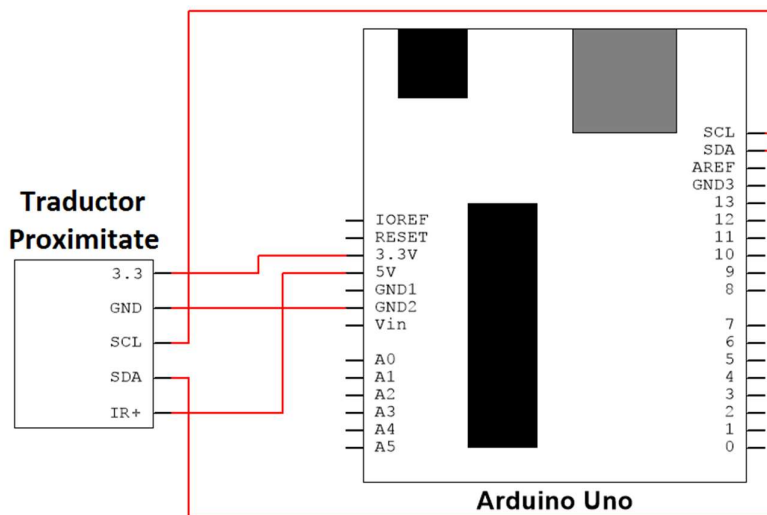 Traductor
Proximitate
3.3
GND
SCL
SDA
IR+
IOREF
RESET
3.3V
5V
GND1
GND2
Vin
A0
A1
A2
A3
A4
A5
SCL
SDA
AREF
GND3
13
12
11
10
9
8
7
6
5
4
3
2
1
0
Arduino Uno